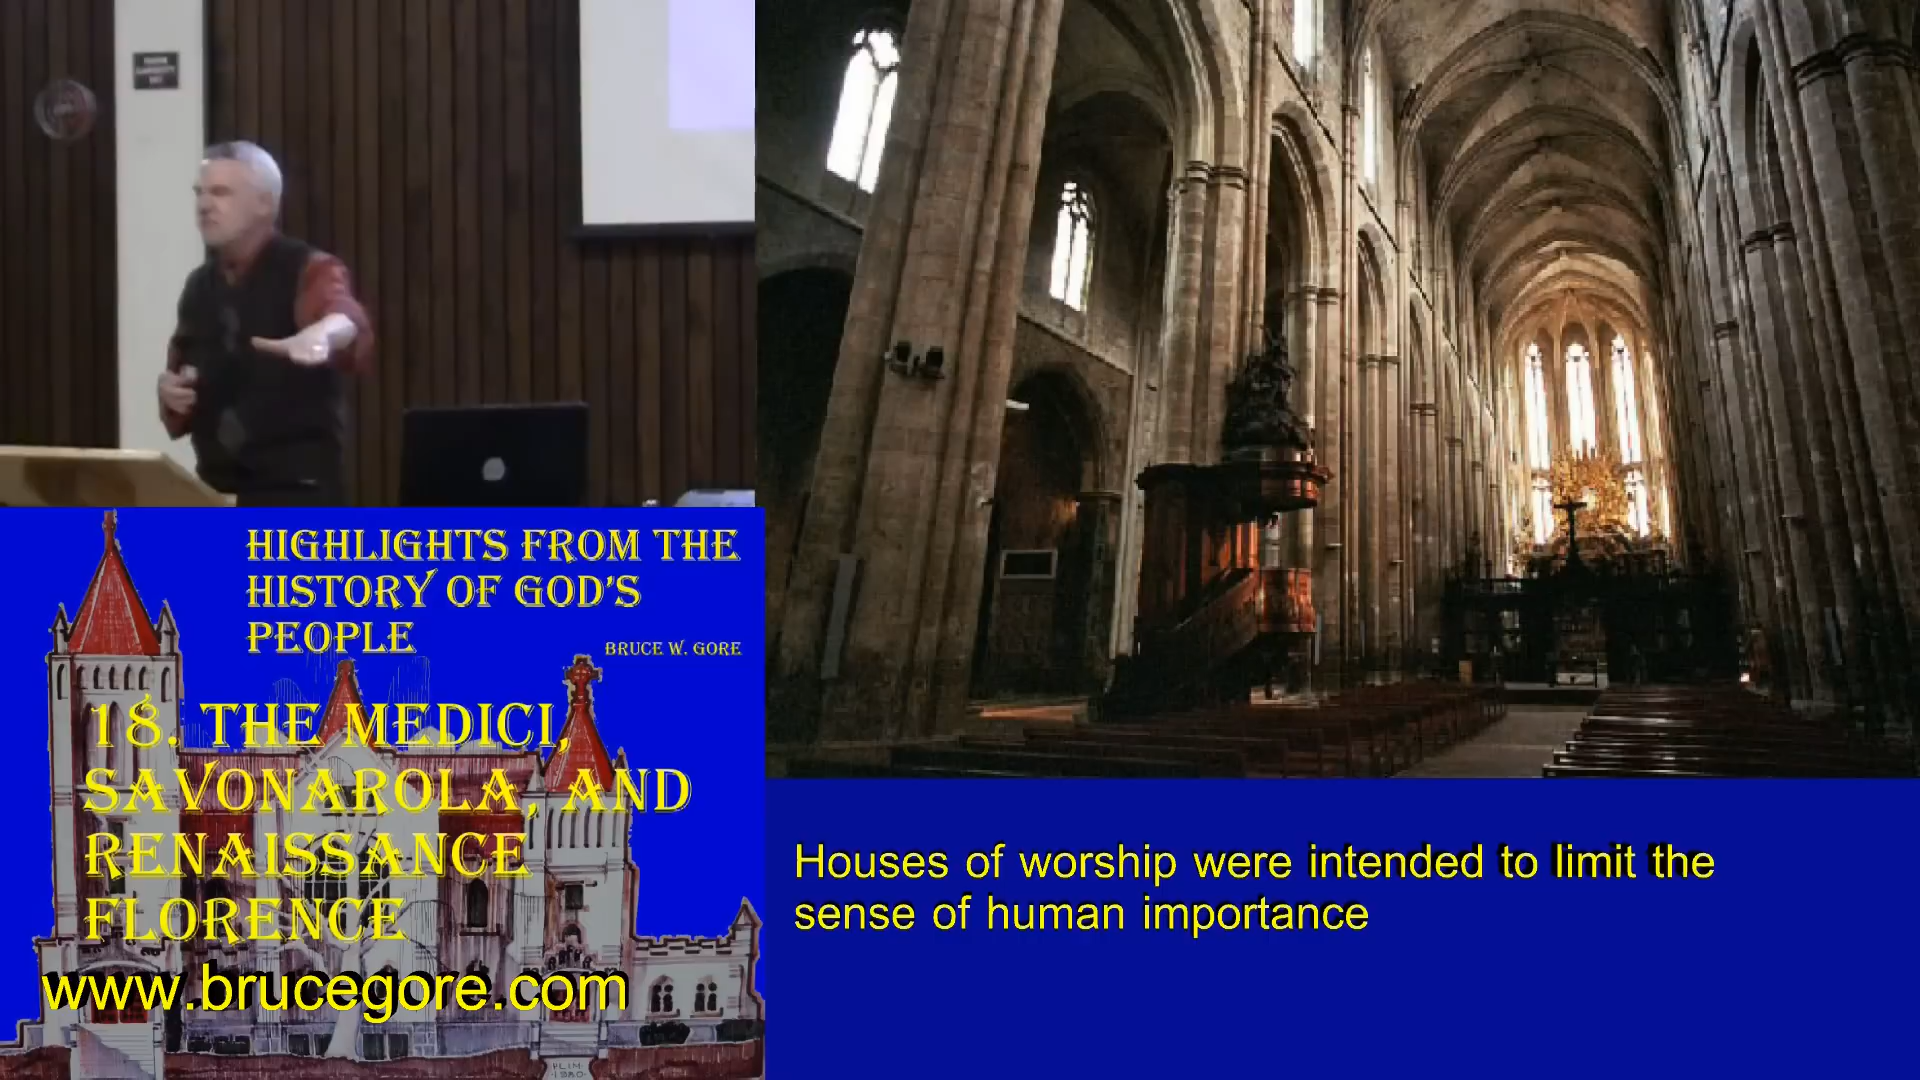 HIGHLIGHTS FROM THE
HISTORY OF GOD'S
PEOPLE
BRUCE W. GORE
18. THE MEDICI,
SAVONAROLA, AND
RENAISSANCE
FLORENCE
www.brucegore.com
Houses of worship were intended to limit the
sense of human importance